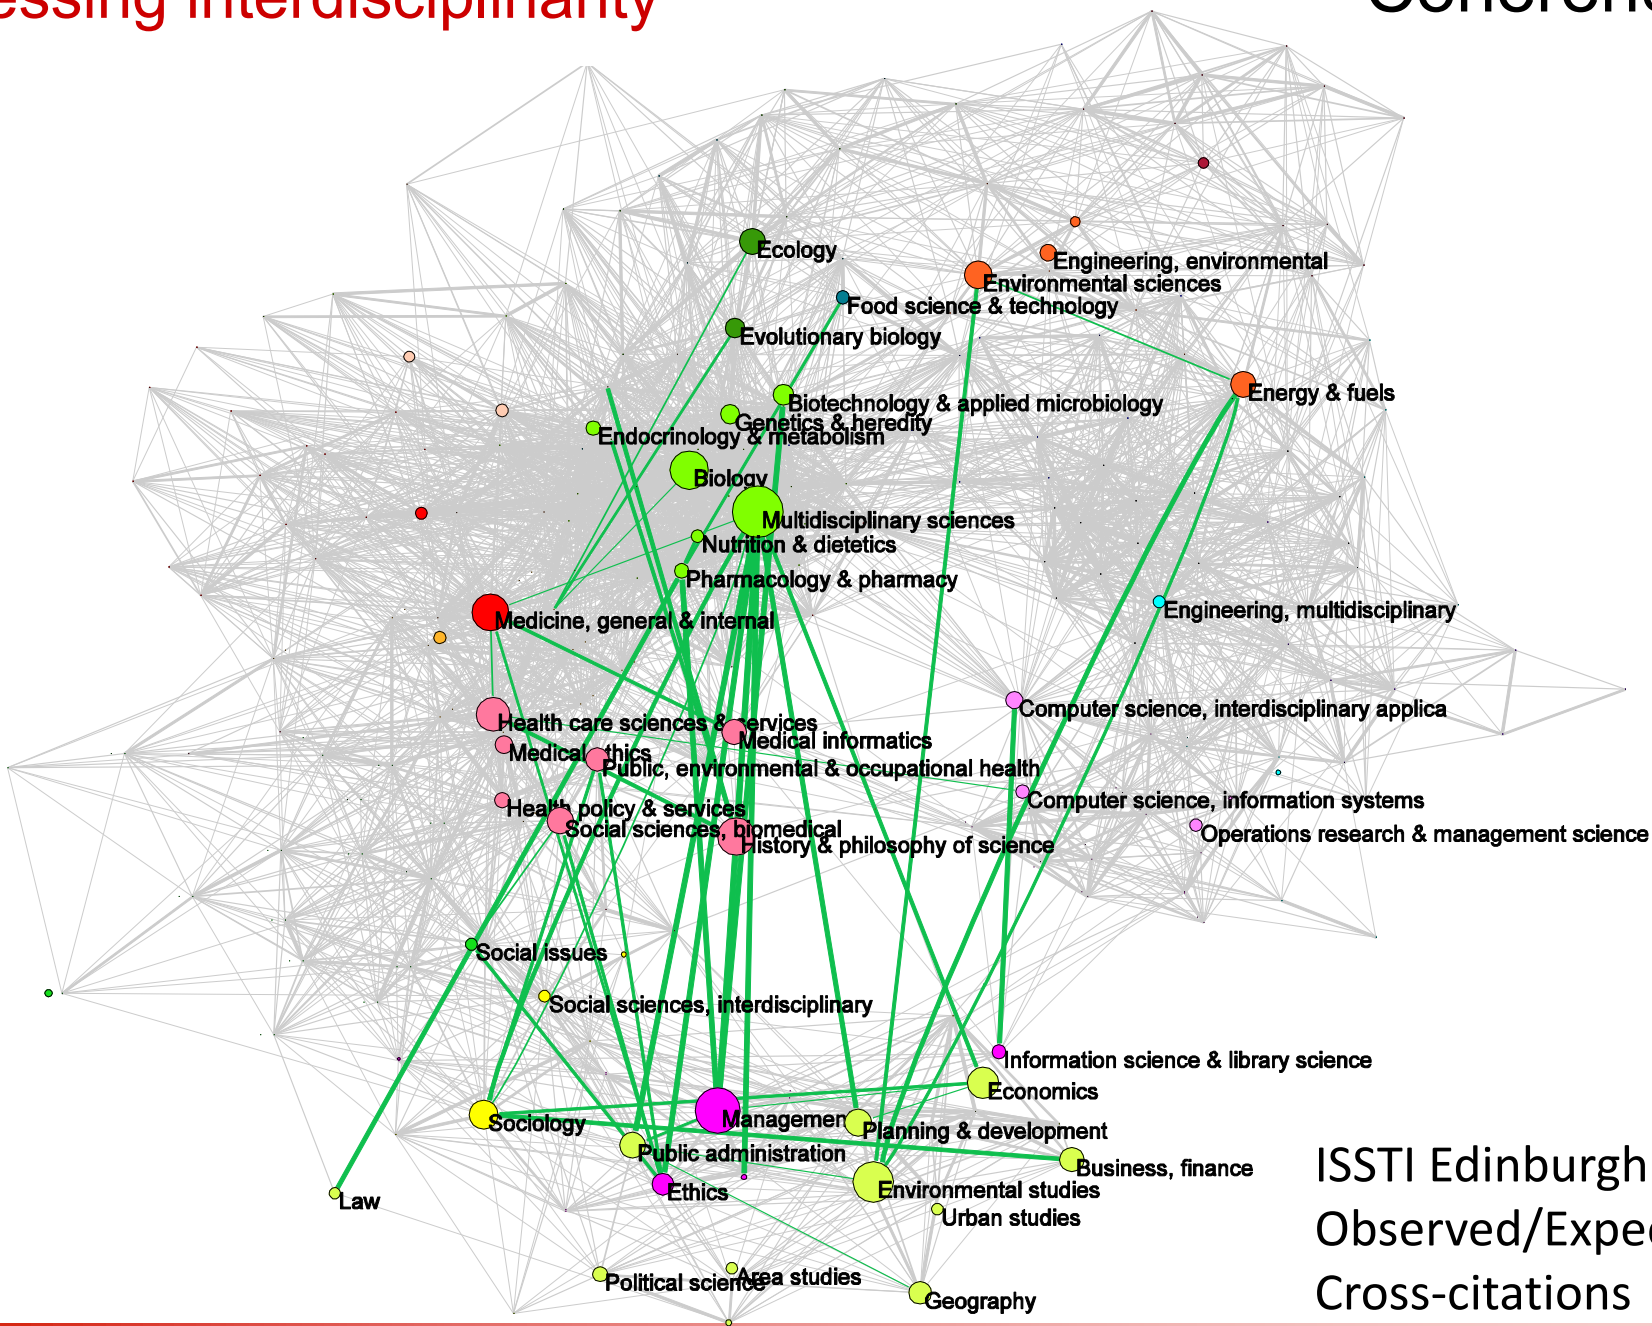 essing Interdisciplinarity
Ecology
Engineering, environmental
Environmental sciences
Food science & technology
Evolutionary biology
Energy & fuels
Biotechnology & applied microbiology
Genetics & heredity
Endocrinology & metabolism
Biology
Multidisciplinary sciences
Nutrition & dietetics
Pharmacology & pharmacy
Engineering, multidisciplinary
Medicine, general & internal
Computer science, interdisciplinary applica
Health care sciences & services
Medical informatics
Medical ethics
Public, environmental & occupational health
Computer science, information systems
Health policy & services
Social sciences, biomedical
Operations research & management science
History & philosophy of science
Social issues
Social sciences, interdisciplinary
Information science & library science
Economics
Managemen
Sociology
Planning & development
Public administration
Business, finance
Ethics
Environmental studies
Law
Urban studies
Area studies
Political science
Geography
ISSTI Edinburgh
Observed/Expec
Cross-citations